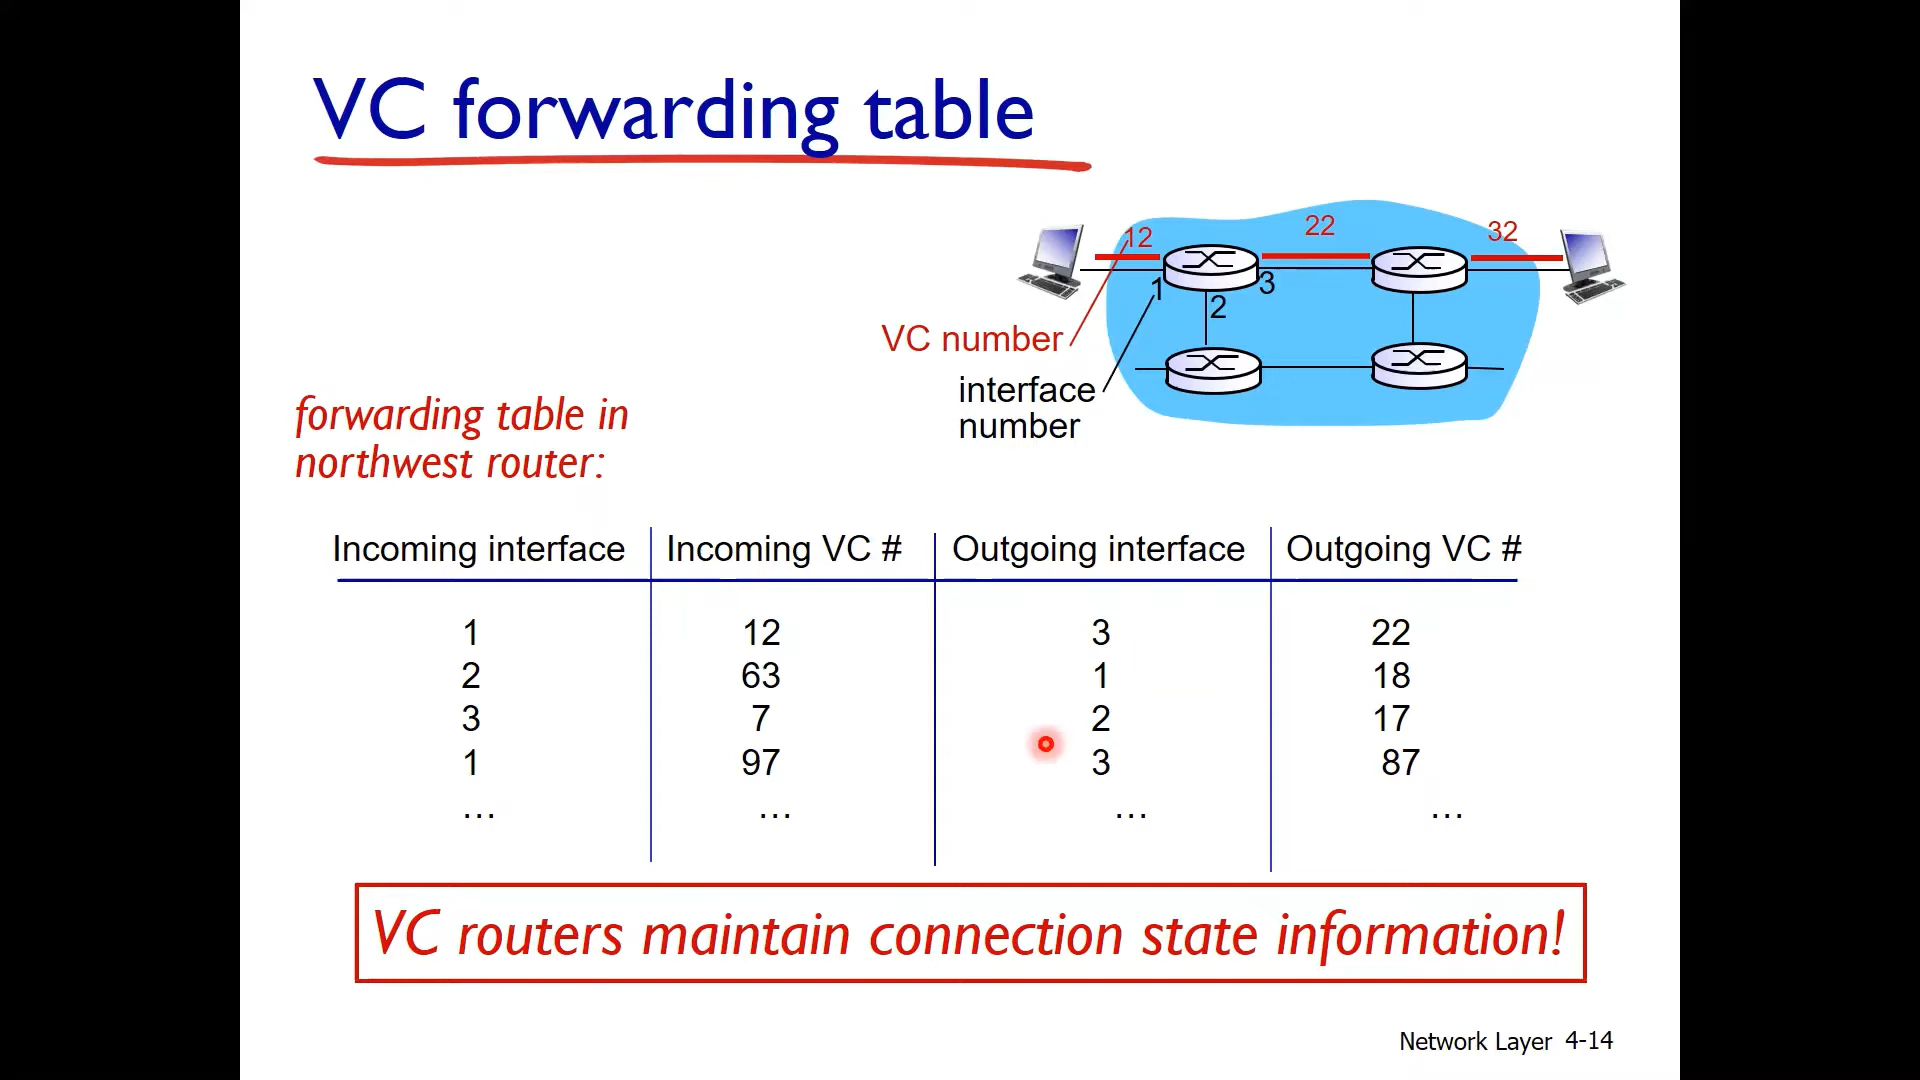 VC forwarding table
12
22
32
1
3
2
VC number
interface
number
forwarding table in
northwest router:
Incoming interface Incoming VC # Outgoing interface Outgoing VC #
1 12 3 22
2 63 1 18
3 7 2 17
1 97 3 87
… … … …
VC routers maintain connection state information!
Network Layer 4-14